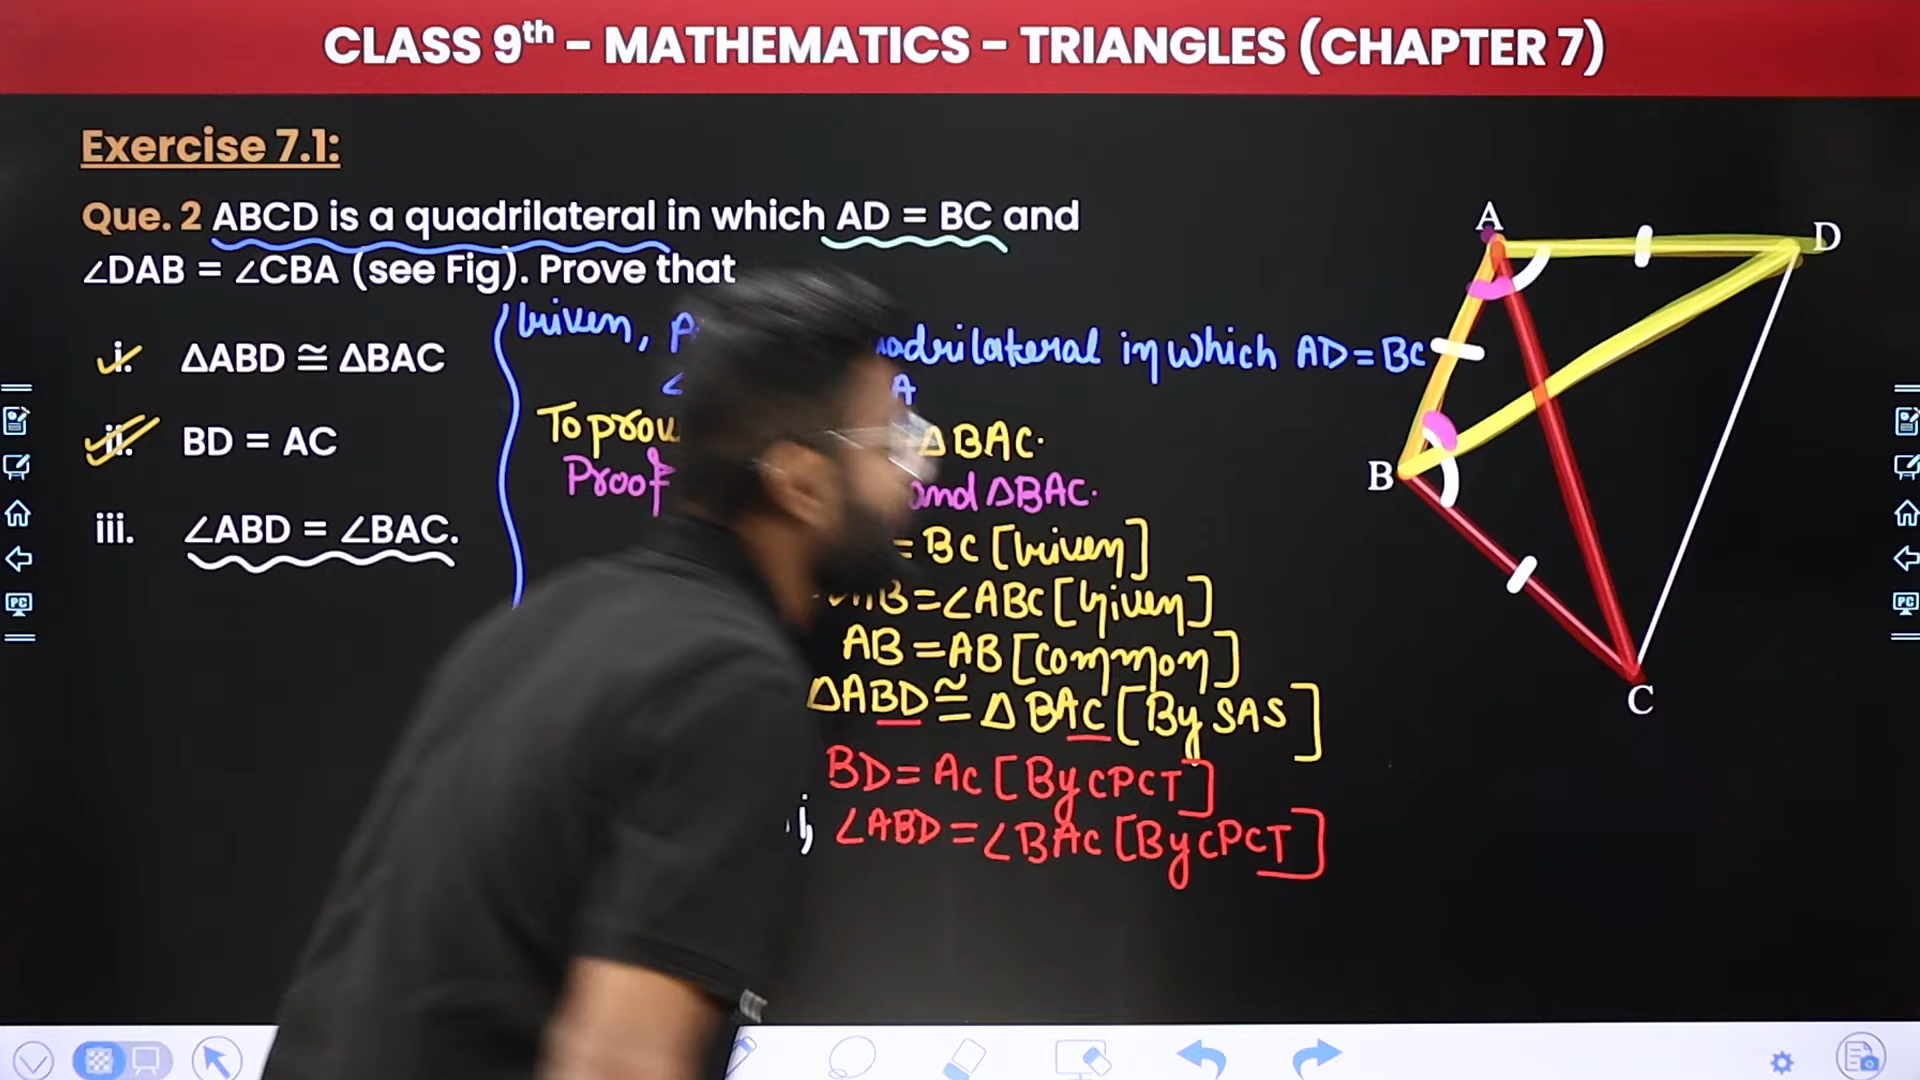 CLASS 9th - MATHEMATICS - TRIANGLES (CHAPTER 7)
Exercise 7.1:
Que. 2 ABCD is a quadrilateral in which AD = BC and
∠DAB = ∠CBA (see Fig). Prove that
i. ΔABD ≅ ΔBAC
ii. BD = AC
iii. ∠ABD = ∠BAC.
Given,
in which AD = BC
To
ΔBAC.
Proof
and ΔBAC.
= BC [Given]
= ∠ABC [Given]
AB = AB [common]
ΔABD ≅ ΔBAC [By SAS]
BD = AC [By CPCT]
∠ABD = ∠BAC [By CPCT]
A
D
B
C
PC
PC